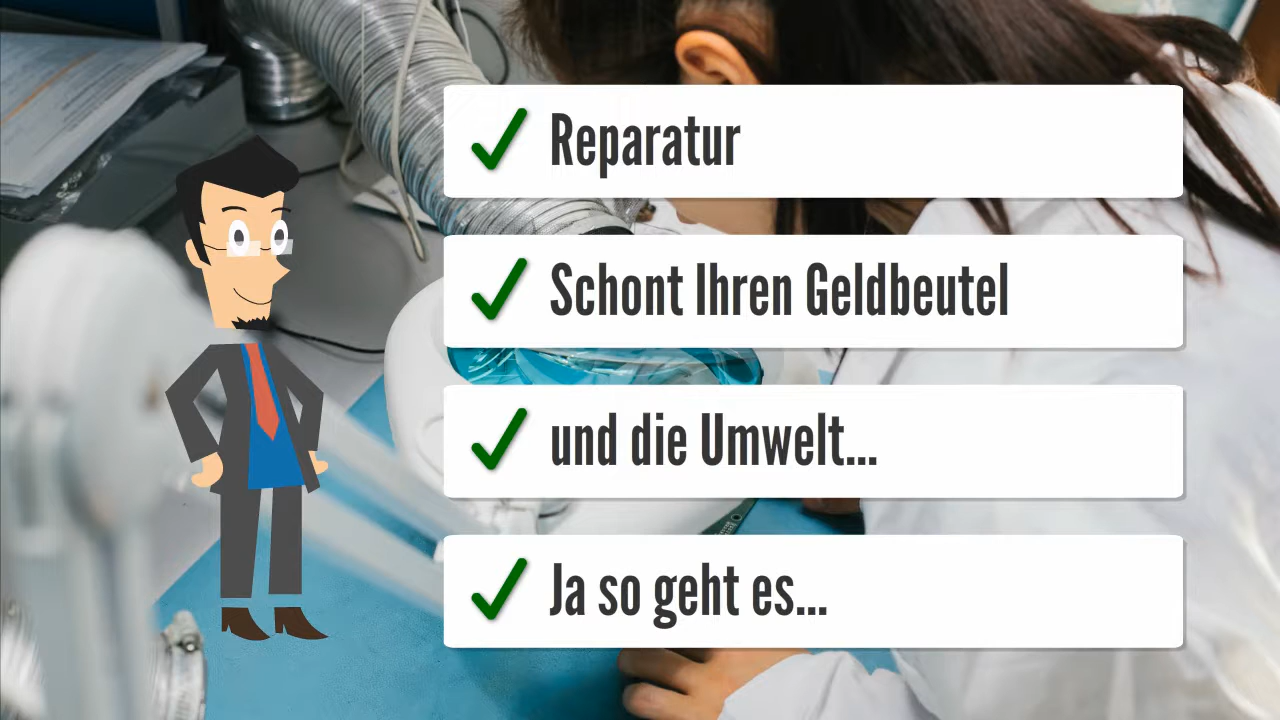 Reparatur
Schont Ihren Geldbeutel
und die Umwelt...
Ja so geht es...